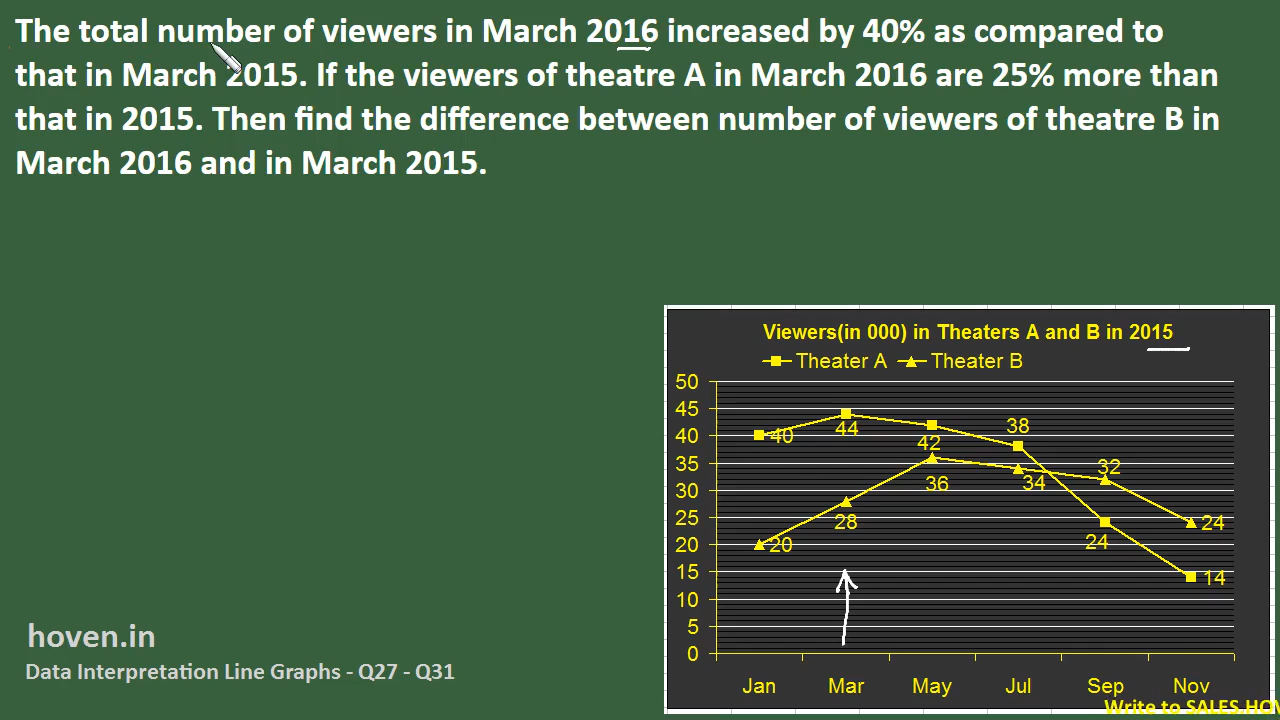 The total number of viewers in March 2016 increased by 40% as compared to
that in March 2015. If the viewers of theatre A in March 2016 are 25% more than
that in 2015. Then find the difference between number of viewers of theatre B in
March 2016 and in March 2015.
Viewers(in 000) in Theaters A and B in 2015
Theater A Theater B
50
45
40
35
30
25
20
15
10
5
0
40 44 42 38 24 14
20 28 36 34 32 24
Jan Mar May Jul Sep Nov
hoven.in
Data Interpretation Line Graphs - Q27 - Q31
Write to SALES.HOV